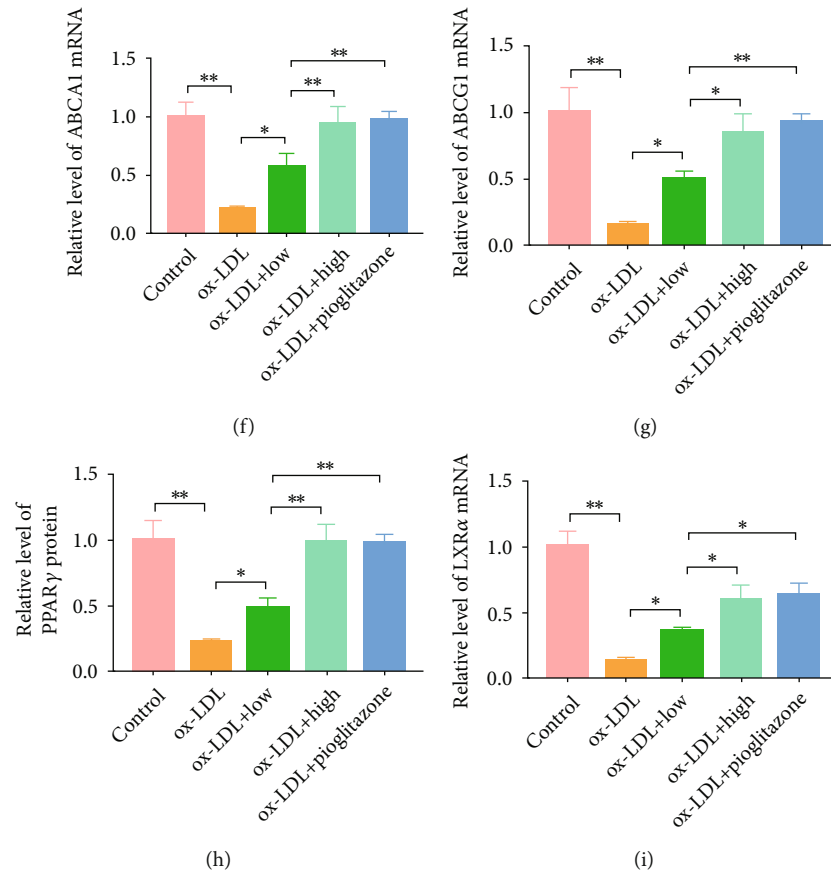 Relative level of ABCA1 mRNA
1.5
1.0
0.5
0.0
**
*
**
**
Control
ox-LDL
ox-LDL+low
ox-LDL+high
ox-LDL+pioglitazone
(f)
Relative level of ABCG1 mRNA
1.5
1.0
0.5
0.0
**
*
*
**
Control
ox-LDL
ox-LDL+low
ox-LDL+high
ox-LDL+pioglitazone
(g)
Relative level of
PPARγ protein
1.5
1.0
0.5
0.0
**
*
**
**
Control
ox-LDL
ox-LDL+low
ox-LDL+high
ox-LDL+pioglitazone
(h)
Relative level of LXRα mRNA
1.5
1.0
0.5
0.0
**
*
*
*
Control
ox-LDL
ox-LDL+low
ox-LDL+high
ox-LDL+pioglitazone
(i)